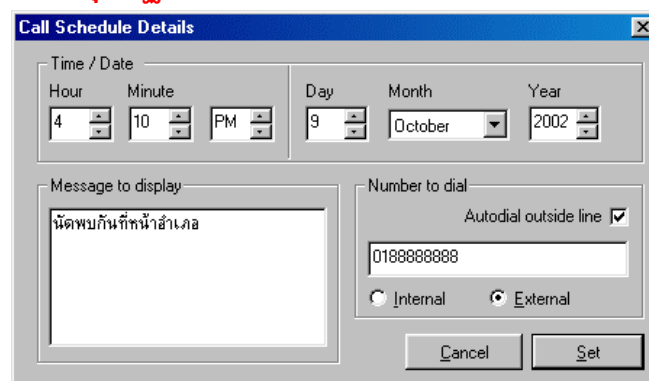 Call Schedule Details
Time / Date
Hour Minute Day Month Year
4 10 PM 9 October 2002
Message to display
นัดพบกันที่หน้าอำเภอ
Number to dial
Autodial outside line
0188888888
Internal External
Cancel Set